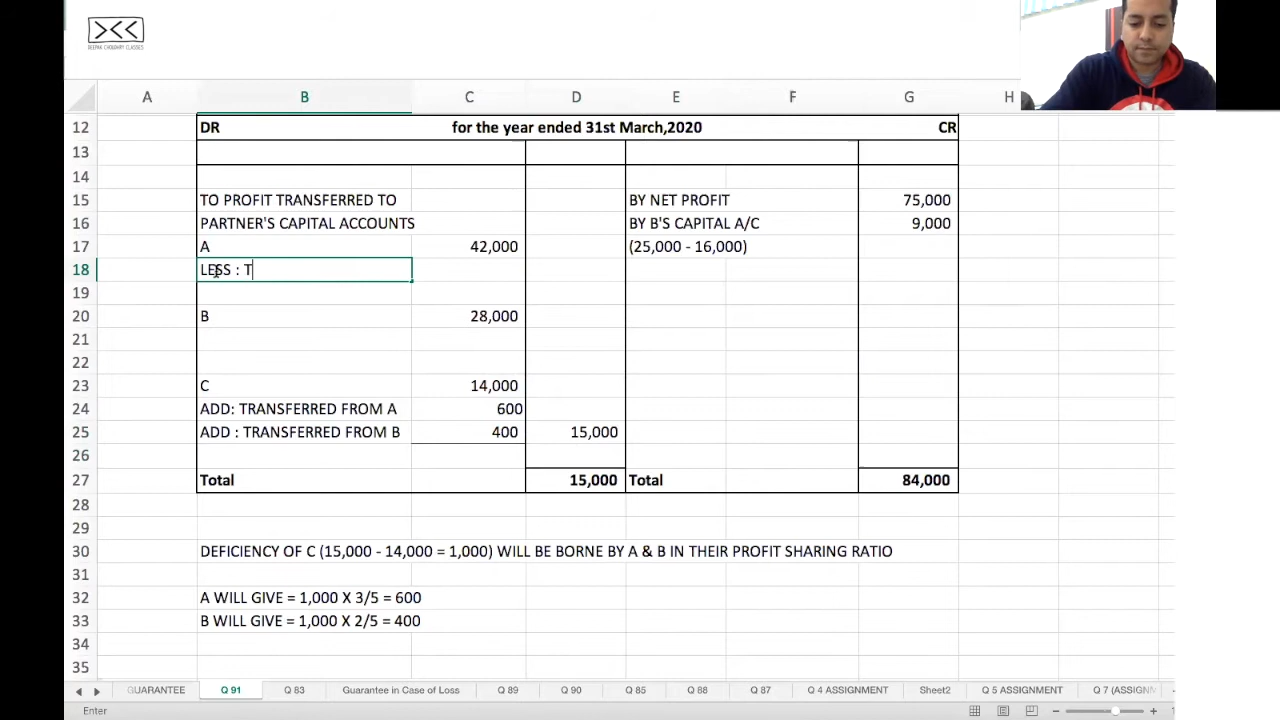 DEEPAK CHOUDHRY CLASSES
A B C D E F G H
12 DR for the year ended 31st March,2020 CR
13
14
15 TO PROFIT TRANSFERRED TO BY NET PROFIT 75,000
16 PARTNER'S CAPITAL ACCOUNTS BY B'S CAPITAL A/C 9,000
17 A 42,000 (25,000 - 16,000)
18 LESS : T
19
20 B 28,000
21
22
23 C 14,000
24 ADD: TRANSFERRED FROM A 600
25 ADD : TRANSFERRED FROM B 400 15,000
26
27 Total 15,000 Total 84,000
28
29
30 DEFICIENCY OF C (15,000 - 14,000 = 1,000) WILL BE BORNE BY A & B IN THEIR PROFIT SHARING RATIO
31
32 A WILL GIVE = 1,000 X 3/5 = 600
33 B WILL GIVE = 1,000 X 2/5 = 400
34
35
GUARANTEE Q 91 Q 83 Guarantee in Case of Loss Q 89 Q 90 Q 85 Q 88 Q 87 Q 4 ASSIGNMENT Sheet2 Q 5 ASSIGNMENT Q 7 (ASSIGNM
Enter